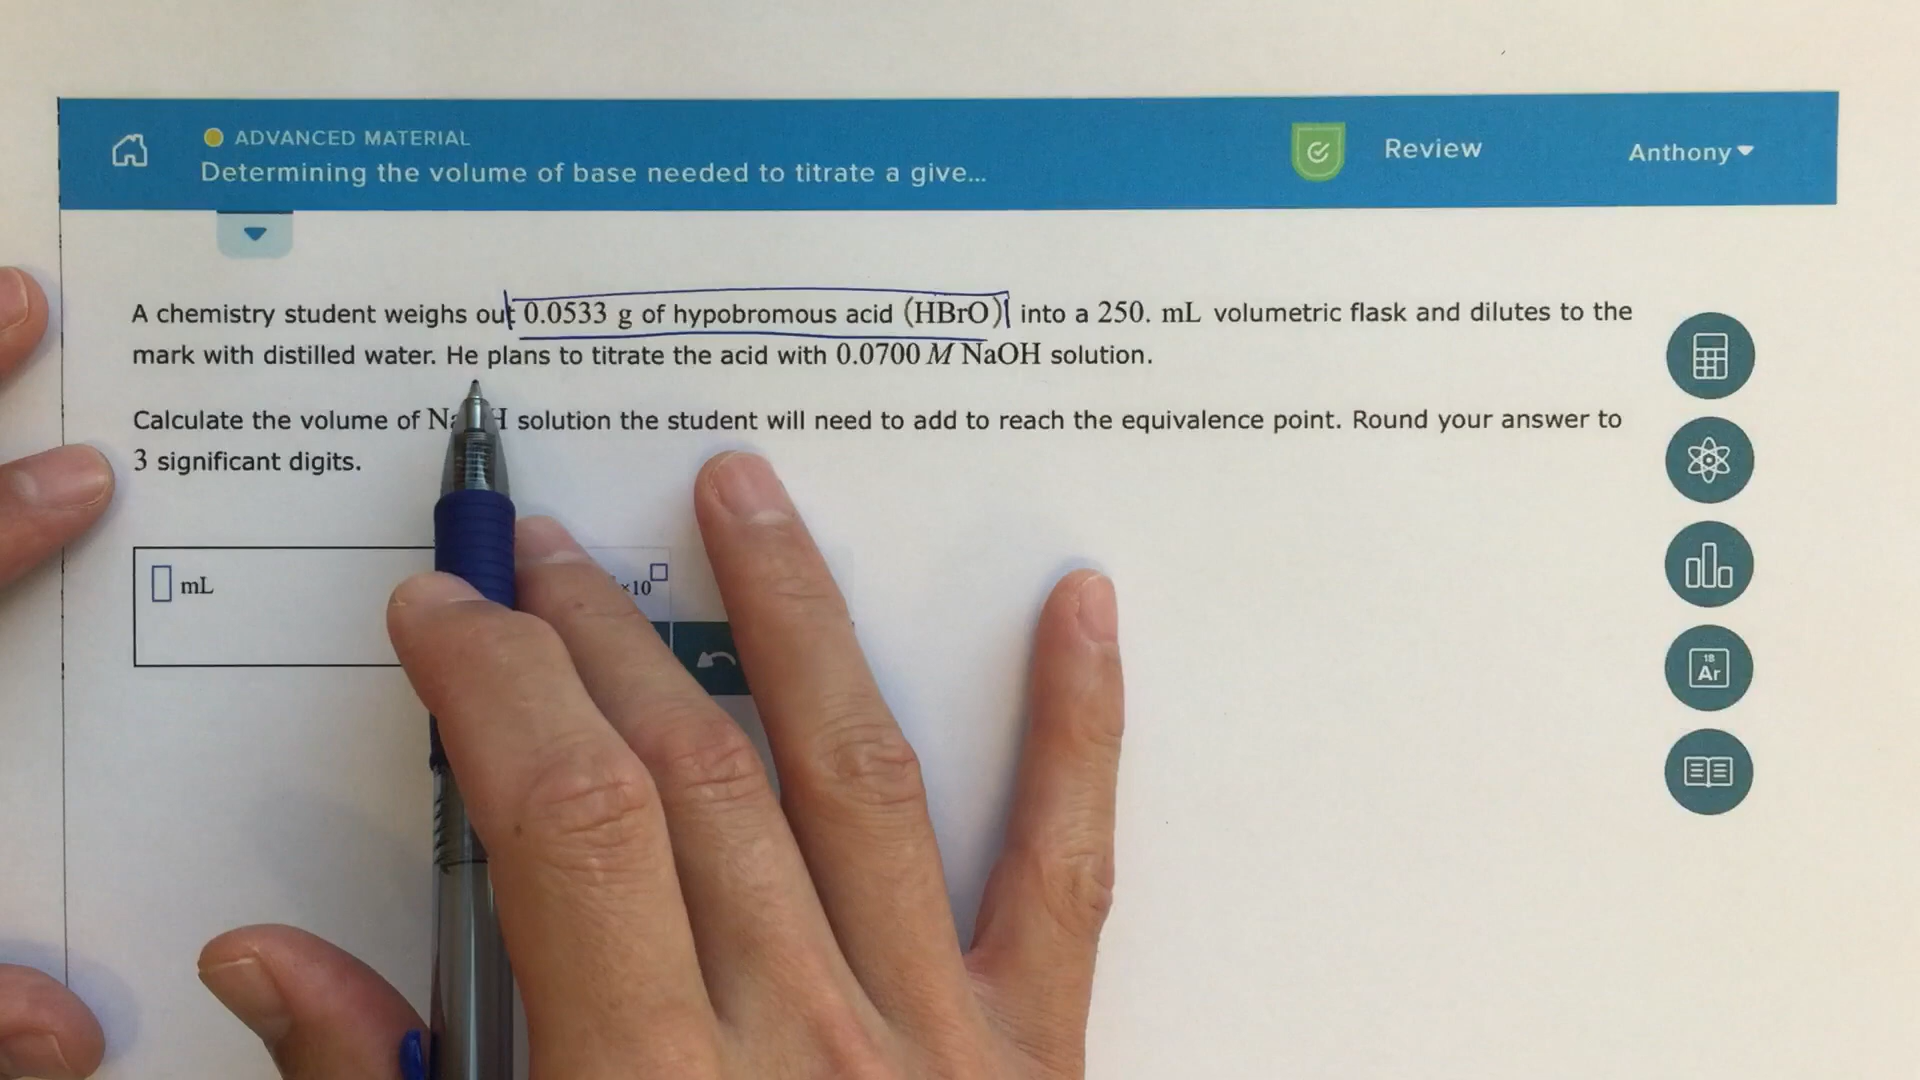 ADVANCED MATERIAL
Determining the volume of base needed to titrate a give...
Review
Anthony
A chemistry student weighs out 0.0533 g of hypobromous acid (HBrO) into a 250. mL volumetric flask and dilutes to the
mark with distilled water. He plans to titrate the acid with 0.0700 M NaOH solution.
Calculate the volume of solution the student will need to add to reach the equivalence point. Round your answer to
3 significant digits.
mL
×10
18
Ar